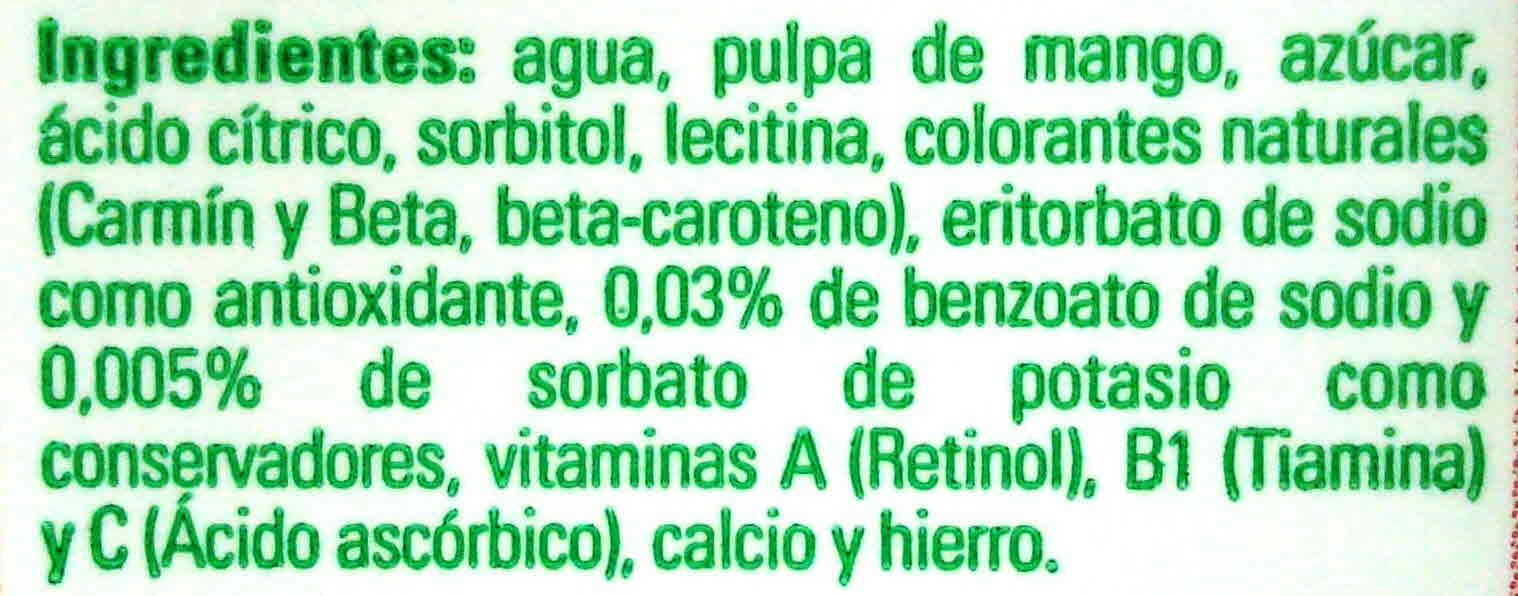 Ingredientes: agua, pulpa de mango, azúcar,
ácido cítrico, sorbitol, lecitina, colorantes naturales
(Carmín y Beta, beta-caroteno), eritorbato de sodio
como antioxidante, 0,03% de benzoato de sodio y
0,005% de sorbato de potasio como
conservadores, vitaminas A (Retinol), B1 (Tiamina)
y C (Ácido ascórbico), calcio y hierro.